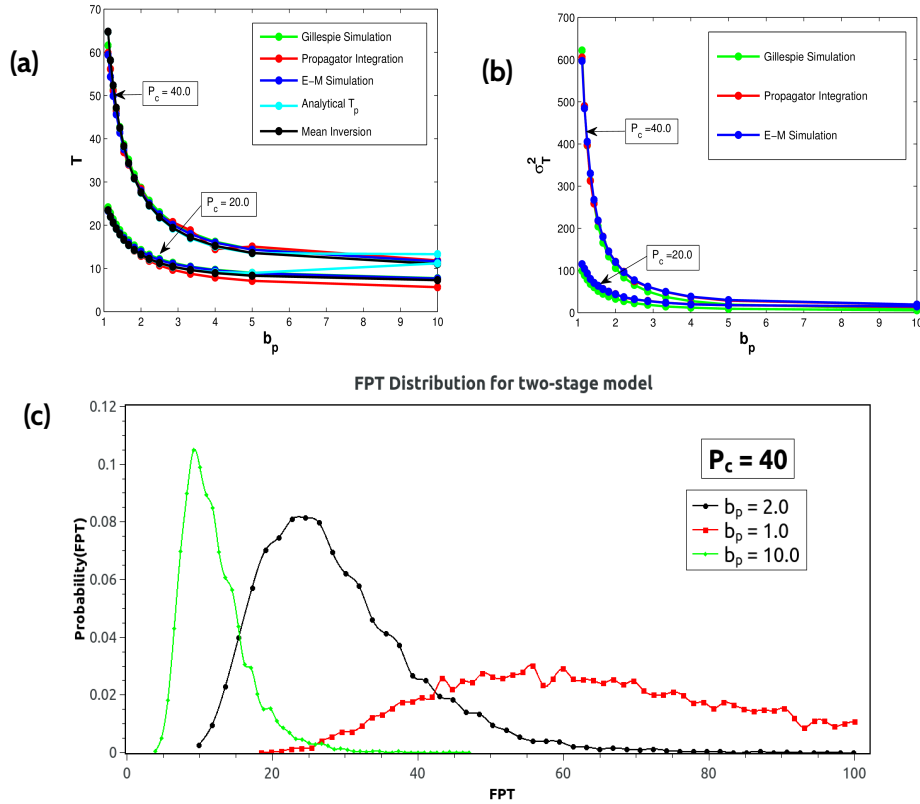 (a)
70
60
50
40
30
20
10
0
T
1 2 3 4 5 6 7 8 9 10
b_p
Gillespie Simulation
Propagator Integration
E−M Simulation
Analytical T_p
Mean Inversion
P_c = 40.0
P_c = 20.0
(b)
700
600
500
400
300
200
100
0
σ_T^2
1 2 3 4 5 6 7 8 9 10
b_p
Gillespie Simulation
Propagator Integration
E−M Simulation
P_c =40.0
P_c =20.0
FPT Distribution for two-stage model
(c)
0.12
0.1
0.08
0.06
0.04
0.02
0
Probability(FPT)
0 20 40 60 80 100
FPT
P_c = 40
b_p = 2.0
b_p = 1.0
b_p = 10.0